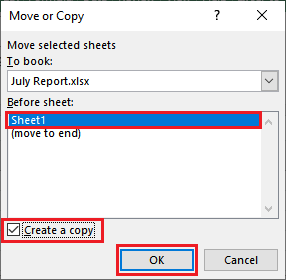 Move or Copy
Move selected sheets
To book:
July Report.xlsx
Before sheet:
Sheet1
(move to end)
Create a copy
OK Cancel